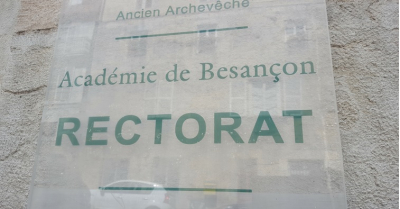 Ancien Archevêché
Académie de Besançon
RECTORAT